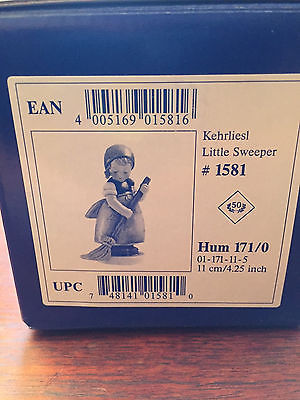 EAN
4 005169 015816
Kehrliesl
Little Sweeper
# 1581
50
Hum 171/0
01-171-11-5
11 cm/4.25 inch
UPC
7 48141 01581 0